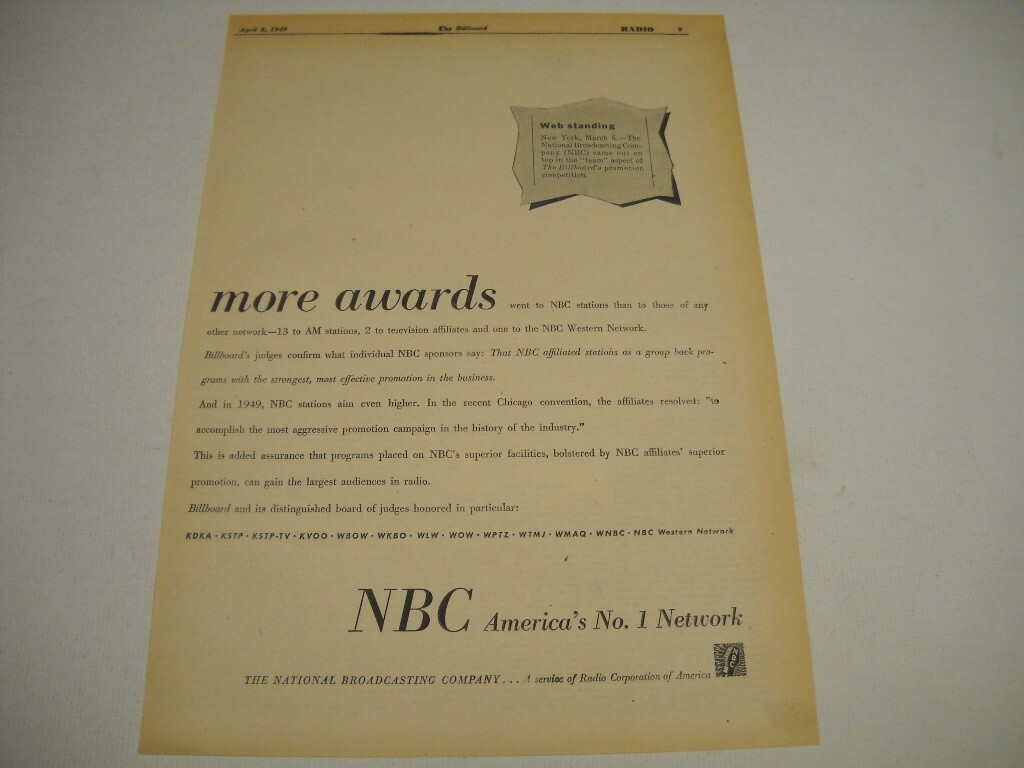 April 2, 1949 The Billboard RADIO 9
Web standing
New York, March 5.—The
National Broadcasting Com-
pany (NBC) came out on
top in the "team" aspect of
The Billboard's promotion
competition.
more awards went to NBC stations than to those of any
other network—13 to AM stations, 2 to television affiliates and one to the NBC Western Network.
Billboard's judges confirm what individual NBC sponsors say: That NBC affiliated stations as a group back pro-
grams with the strongest, most effective promotion in the business.
And in 1949, NBC stations aim even higher. In the recent Chicago convention, the affiliates resolved: "to
accomplish the most aggressive promotion campaign in the history of the industry."
This is added assurance that programs placed on NBC's superior facilities, bolstered by NBC affiliates' superior
promotion, can gain the largest audiences in radio.
Billboard and its distinguished board of judges honored in particular:
KDKA · KSTP · KSTP-TV · KVOO · WBOW · WKBO · WLW · WOW · WPTZ · WTMJ · WMAQ · WNBC · NBC Western Network
NBC America's No. 1 Network
THE NATIONAL BROADCASTING COMPANY... A service of Radio Corporation of America